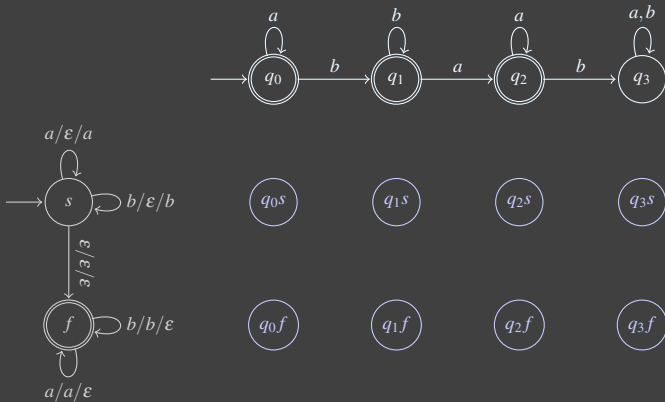 a b a a,b
q0 b q1 a q2 b q3
a/ε/a
s b/ε/b q0s q1s q2s q3s
ε/ε/ε
f b/b/ε q0f q1f q2f q3f
a/a/ε